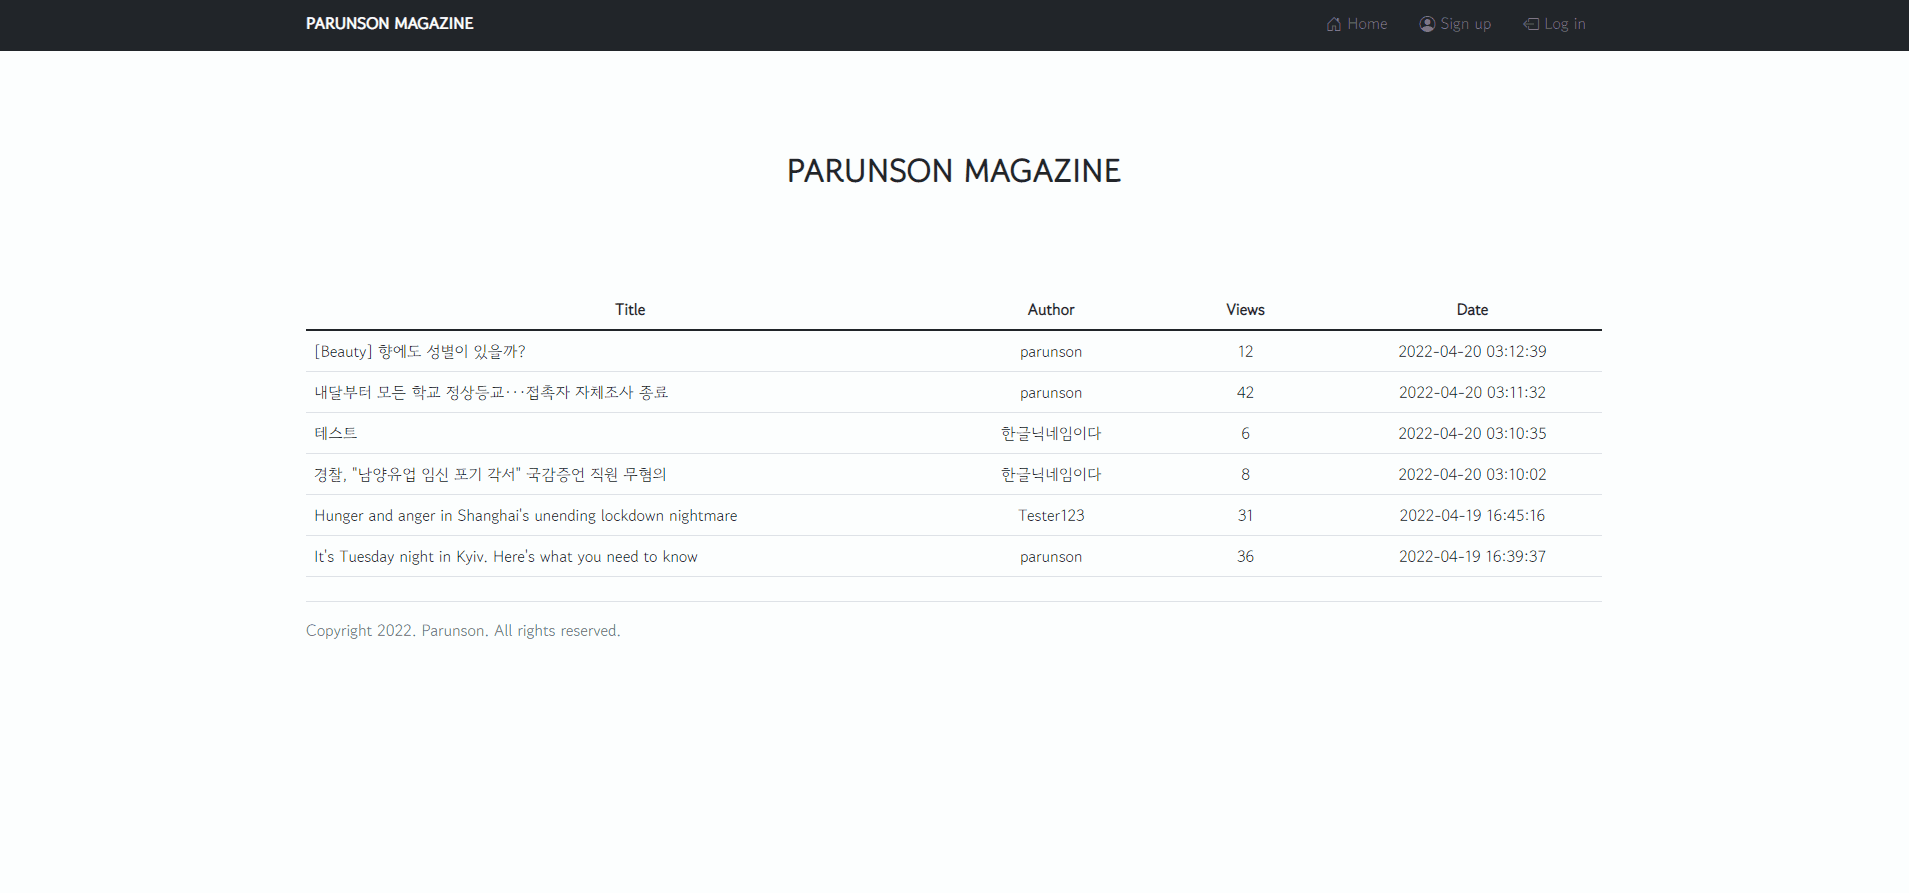 PARUNSON MAGAZINE Home Sign up Log in
PARUNSON MAGAZINE
Title Author Views Date
[Beauty] 향에도 성별이 있을까? parunson 12 2022-04-20 03:12:39
내달부터 모든 학교 정상등교···접촉자 자체조사 종료 parunson 42 2022-04-20 03:11:32
테스트 한글닉네임이다 6 2022-04-20 03:10:35
경찰, "남양유업 임신 포기 각서" 국감증언 직원 무혐의 한글닉네임이다 8 2022-04-20 03:10:02
Hunger and anger in Shanghai's unending lockdown nightmare Tester123 31 2022-04-19 16:45:16
It's Tuesday night in Kyiv. Here's what you need to know parunson 36 2022-04-19 16:39:37
Copyright 2022. Parunson. All rights reserved.